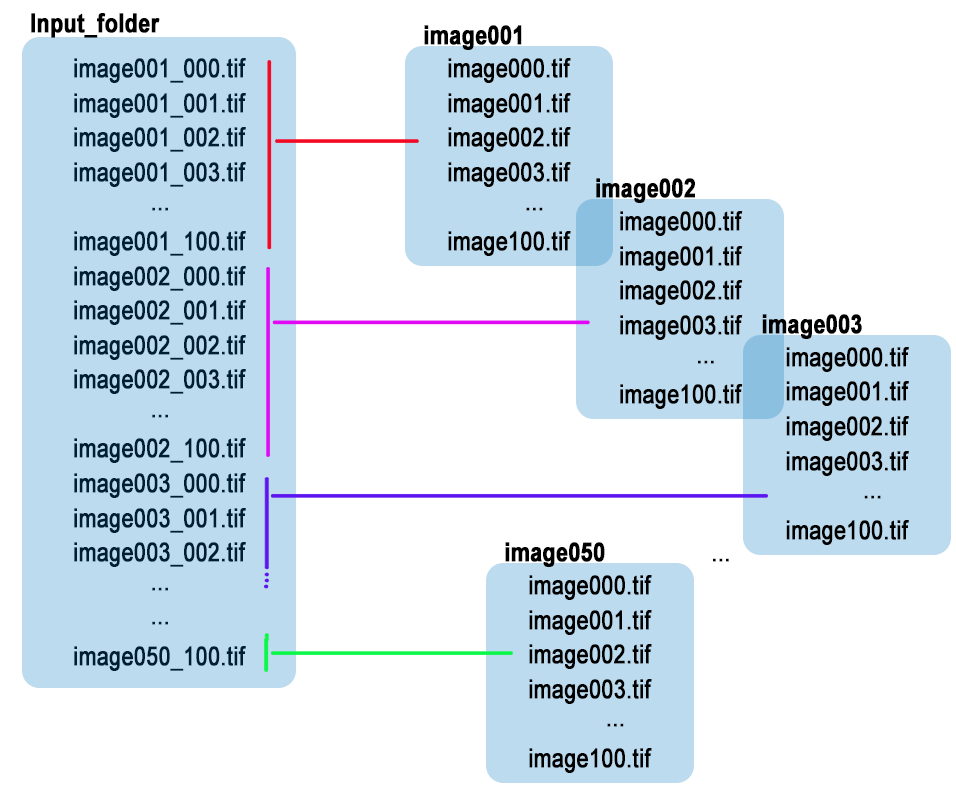 Input_folder
image001_000.tif
image001_001.tif
image001_002.tif
image001_003.tif
...
image001_100.tif
image002_000.tif
image002_001.tif
image002_002.tif
image002_003.tif
...
image002_100.tif
image003_000.tif
image003_001.tif
image003_002.tif
...
...
image050_100.tif
image001
image000.tif
image001.tif
image002.tif
image003.tif
...
image100.tif
image002
image000.tif
image001.tif
image002.tif
image003.tif
...
image100.tif
image003
image000.tif
image001.tif
image002.tif
image003.tif
...
image100.tif
...
image050
image000.tif
image001.tif
image002.tif
image003.tif
...
image100.tif